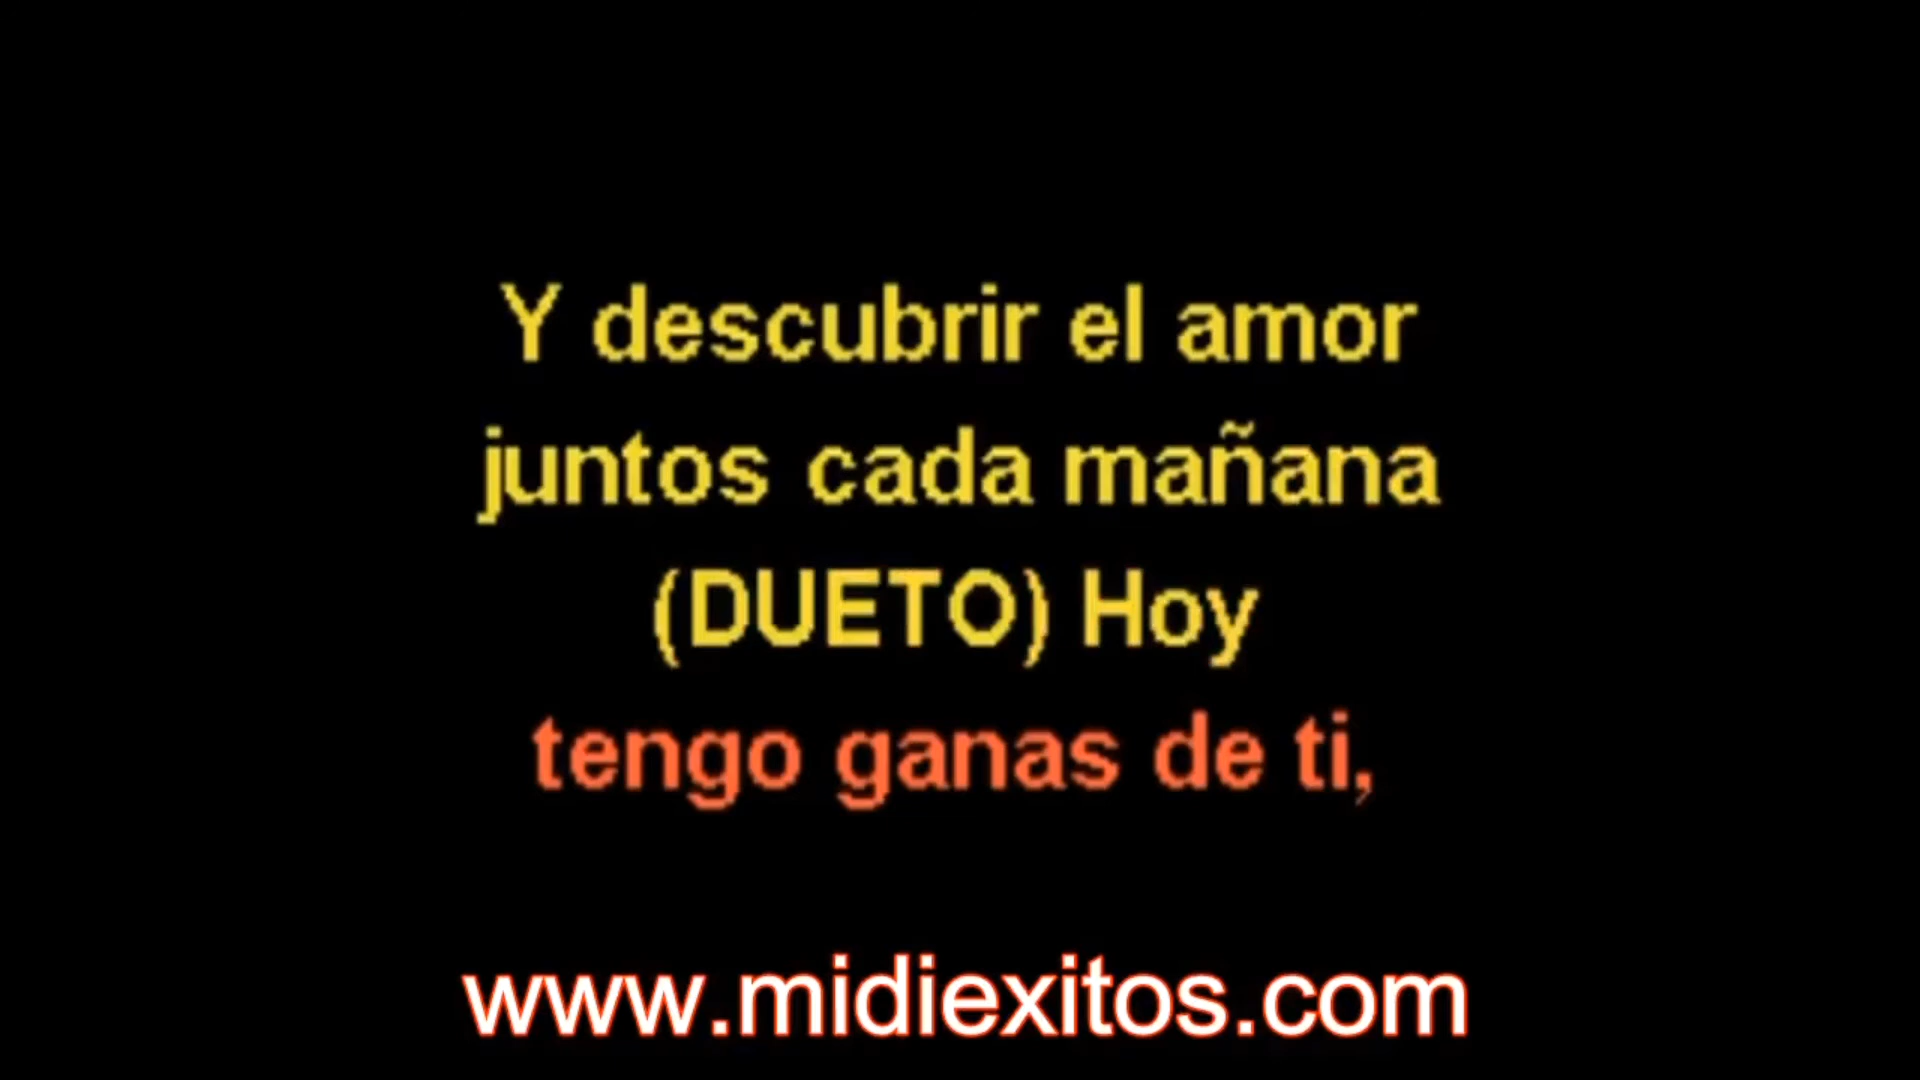 Y descubrir el amor
juntos cada mañana
(DUETO) Hoy
tengo ganas de ti,
www.midiexitos.com